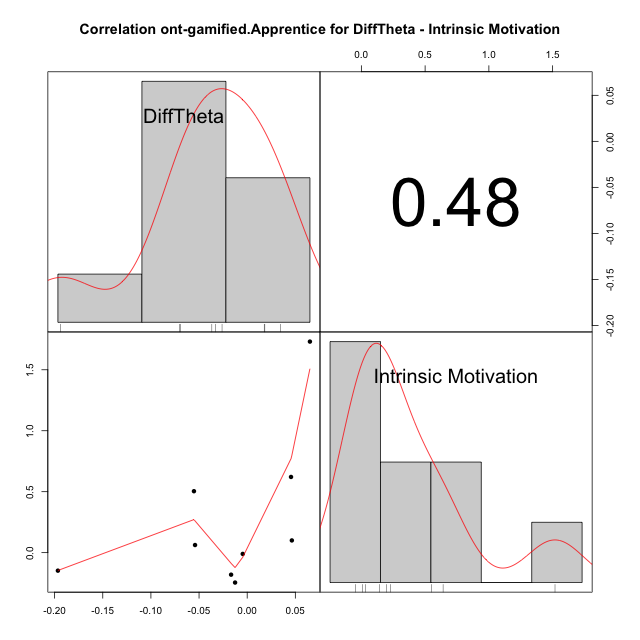 Correlation ont-gamified.Apprentice for DiffTheta - Intrinsic Motivation
0.0 0.5 1.0 1.5
DiffTheta
0.48
0.05
0.00
-0.05
-0.10
-0.15
-0.20
1.5
1.0
0.5
0.0
Intrinsic Motivation
-0.20 -0.15 -0.10 -0.05 0.00 0.05